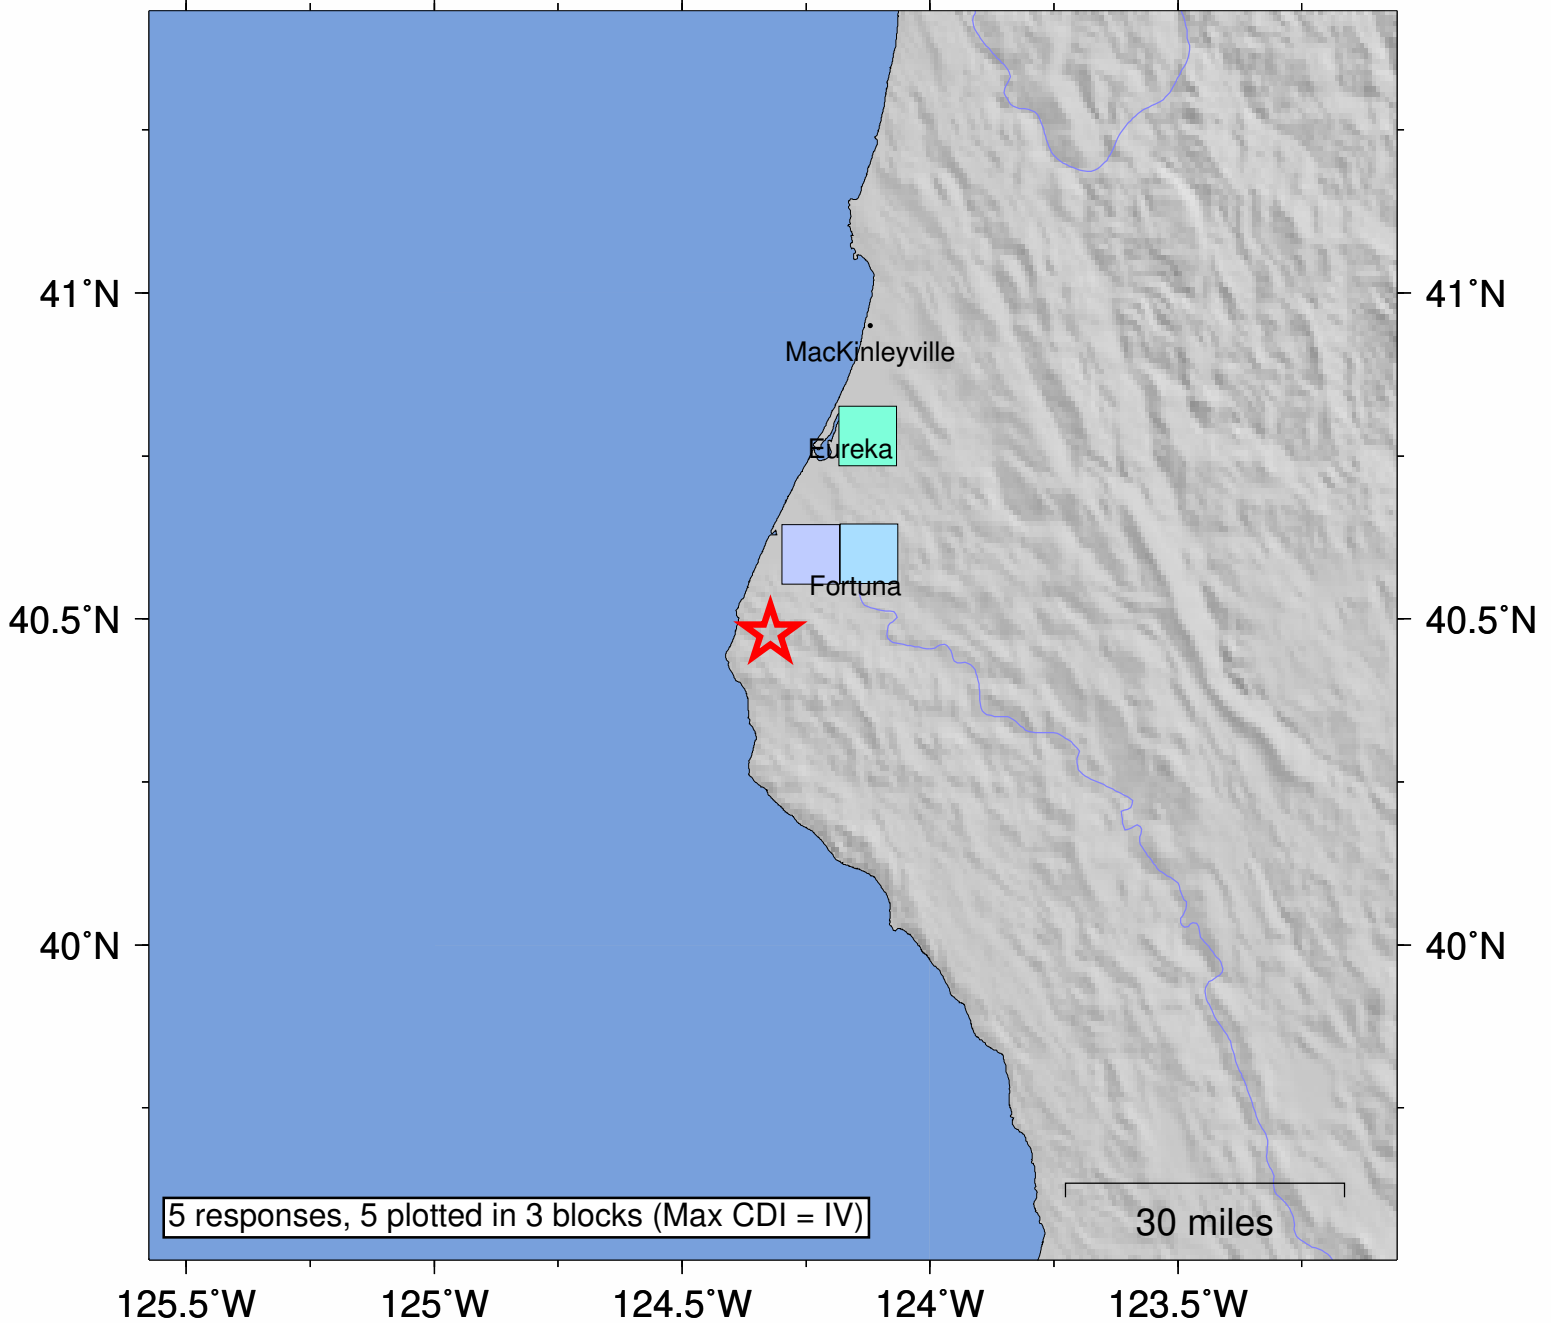 41˚N
41˚N
MacKinleyville
Eureka
Fortuna
40.5˚N
40.5˚N
40˚N
40˚N
5 responses, 5 plotted in 3 blocks (Max CDI = IV)
30 miles
125.5˚W
125˚W
124.5˚W
124˚W
123.5˚W